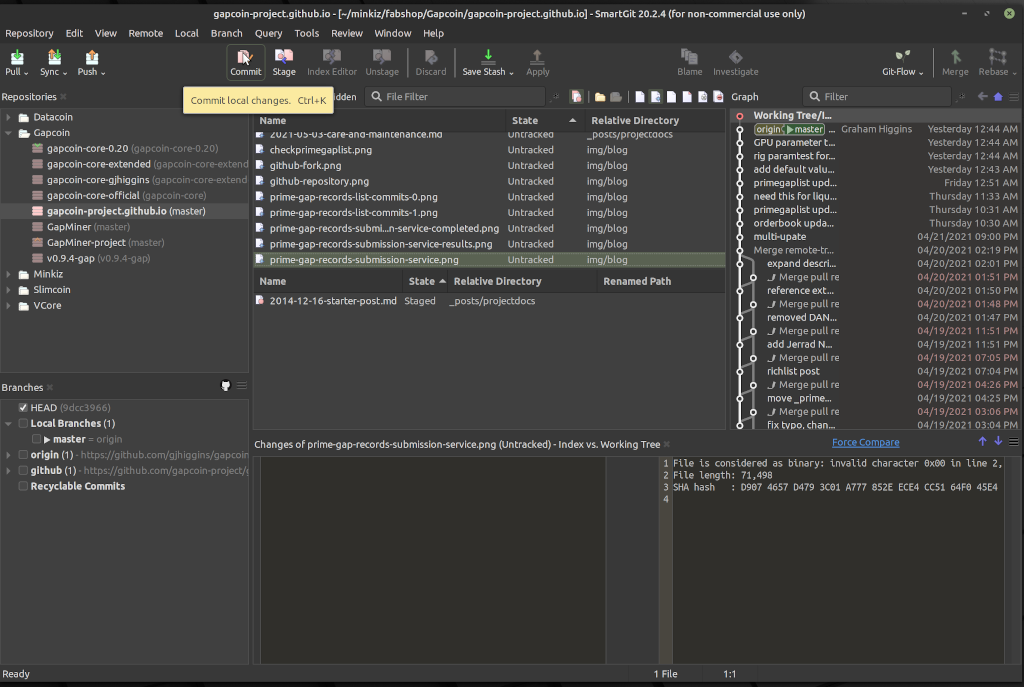 gapcoin-project.github.io - [~/minkiz/fabshop/Gapcoin/gapcoin-project.github.io] - SmartGit 20.2.4 (for non-commercial use only)
Repository Edit View Remote Local Branch Query Tools Review Window Help
Pull Sync Push Commit Stage Index Editor Unstage Discard Save Stash Apply Blame Investigate Git-Flow Merge Rebase
Commit local changes. Ctrl+K
Repositories
File Filter
Graph
Filter
Datacoin
Gapcoin
gapcoin-core-0.20 (gapcoin-core-0.20)
gapcoin-core-extended (gapcoin-core-extend
gapcoin-core-gjhiggins (gapcoin-core-extend
gapcoin-core-official (gapcoin-core)
gapcoin-project.github.io (master)
GapMiner (master)
GapMiner-project (master)
v0.9.4-gap (v0.9.4-gap)
Minkiz
Slimcoin
VCore
Name State Relative Directory
2021-05-03-care-and-maintenance.md Untracked _posts/projectdocs
checkprimegaplist.png Untracked img/blog
github-fork.png Untracked img/blog
github-repository.png Untracked img/blog
prime-gap-records-list-commits-0.png Untracked img/blog
prime-gap-records-list-commits-1.png Untracked img/blog
prime-gap-records-submi...n-service-completed.png Untracked img/blog
prime-gap-records-submission-service-results.png Untracked img/blog
prime-gap-records-submission-service.png Untracked img/blog
Name State Relative Directory Renamed Path
2014-12-16-starter-post.md Staged _posts/projectdocs
Working Tree/I...
origin master ... Graham Higgins Yesterday 12:44 AM
GPU parameter t... Yesterday 12:44 AM
rig paramtest for... Yesterday 12:44 AM
add default valu... Yesterday 12:43 AM
primegaplist upd... Friday 12:51 AM
need this for liqu... Thursday 11:33 AM
primegaplist upd... Thursday 10:31 AM
orderbook upda... Thursday 10:30 AM
multi-upate 04/21/2021 09:00 PM
Merge remote-tr... 04/20/2021 02:19 PM
expand descri... 04/20/2021 02:01 PM
Merge pull re 04/20/2021 01:51 PM
reference ext... 04/20/2021 01:50 PM
Merge pull re 04/20/2021 01:48 PM
removed DAN... 04/20/2021 01:47 PM
Merge pull re 04/19/2021 11:51 PM
add Jerrad N... 04/19/2021 11:51 PM
Merge pull re 04/19/2021 07:05 PM
richlist post 04/19/2021 07:04 PM
Merge pull re 04/19/2021 04:26 PM
move _prime... 04/19/2021 04:25 PM
Merge pull re 04/19/2021 03:06 PM
fix typo, chan... 04/19/2021 03:04 PM
Branches
HEAD (9dcc3966)
Local Branches (1)
master = origin
origin (1) - https://github.com/gjhiggins/gapcoin
github (1) - https://github.com/gapcoin-project/g
Recyclable Commits
Changes of prime-gap-records-submission-service.png (Untracked) - Index vs. Working Tree
Force Compare
1 File is considered as binary: invalid character 0x00 in line 2,
2 File length: 71,498
3 SHA hash : D907 4657 D479 3C01 A777 852E ECE4 CC51 64F0 45E4
4
Ready 1 File 1:1